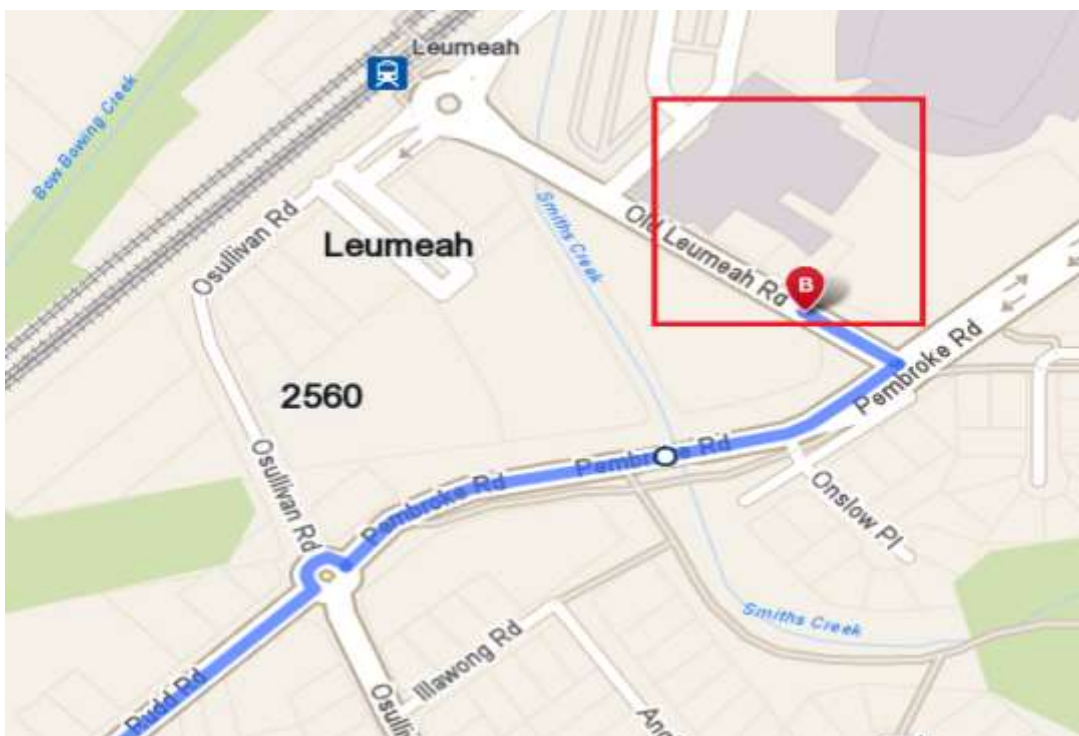 Leumeah
Bow Bowing Creek
Smiths Creek
Old Leumeah Rd
Osullivan Rd
Leumeah
B
Pembroke Rd
2560
Osullivan Rd
Pembroke Rd
Pembroke Rd
Onslow Pl
Smiths Creek
Illawong Rd
Rudd Rd